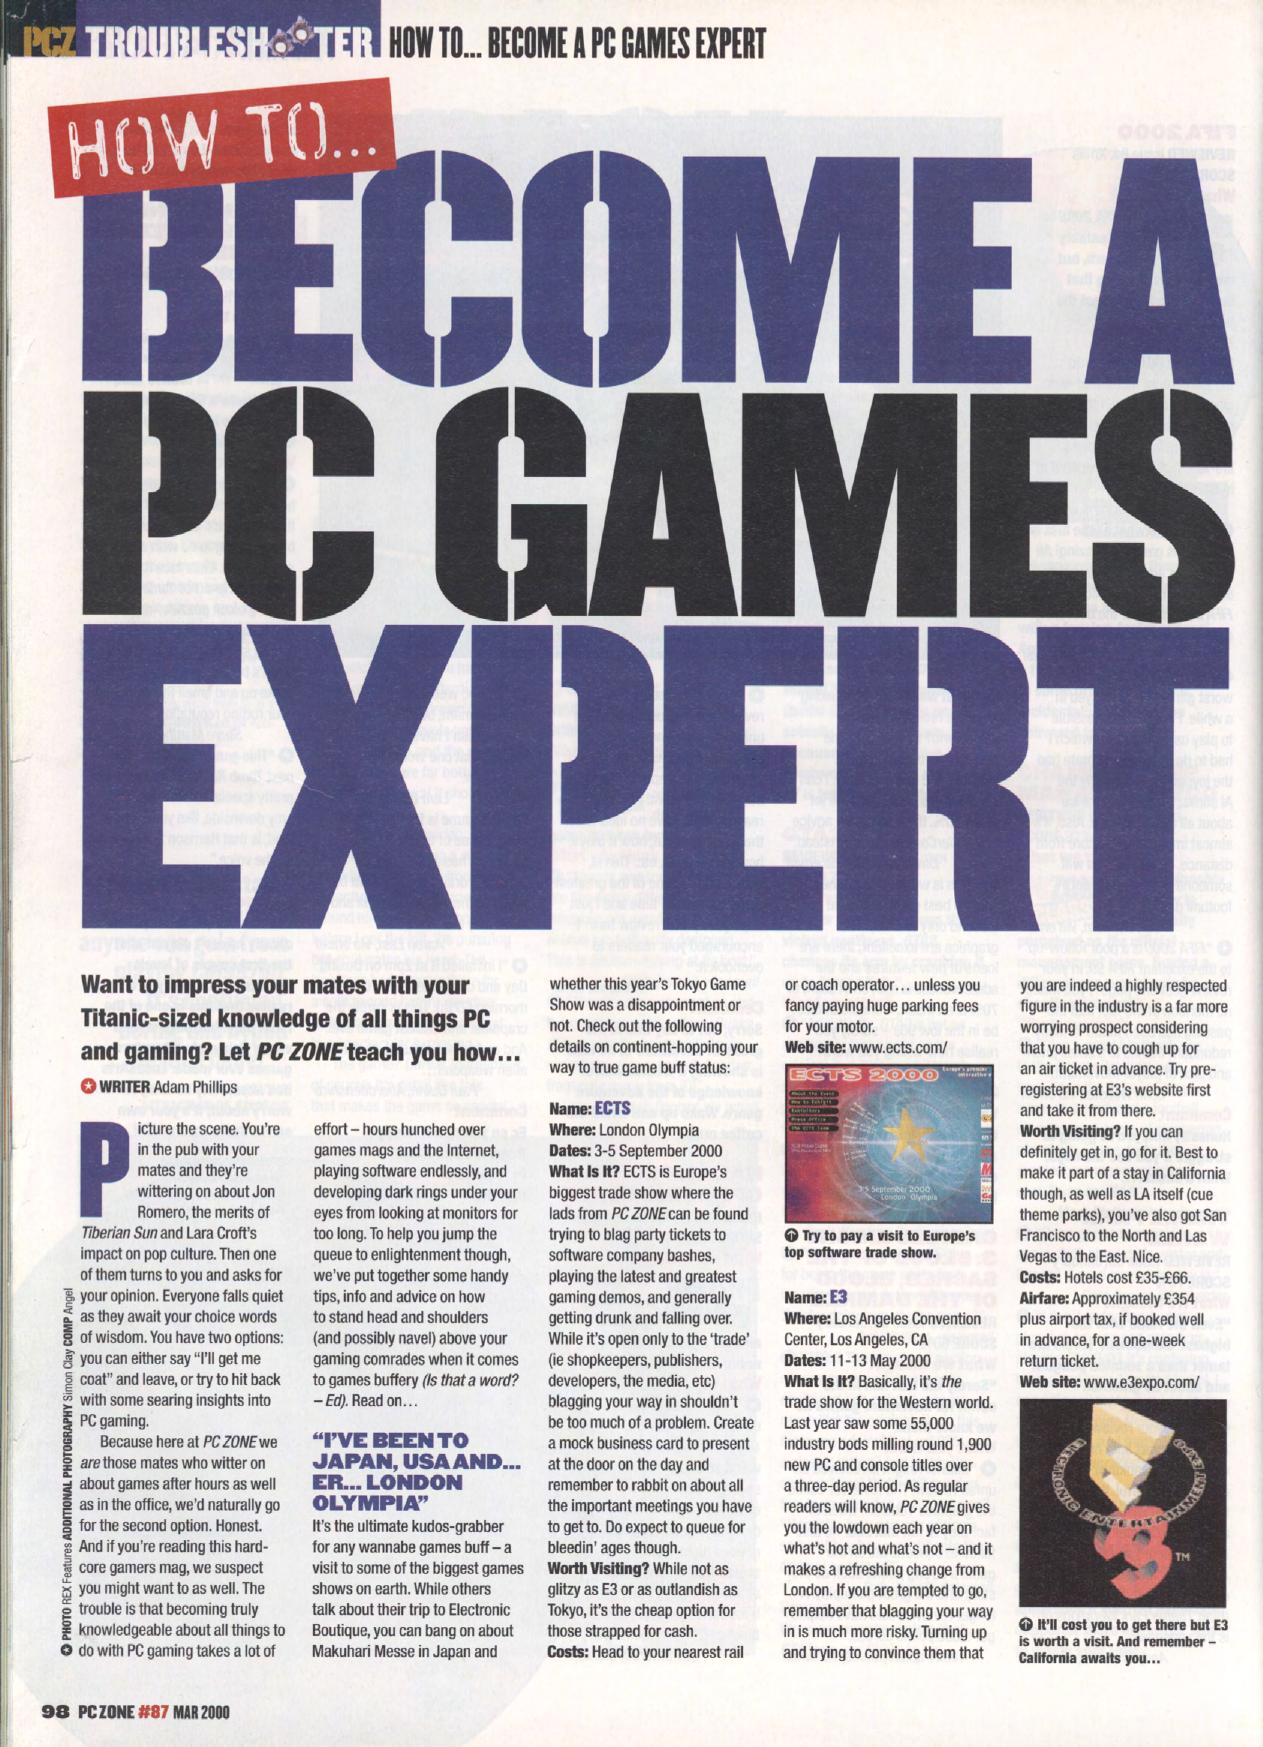 PCZ TROUBLESHOOTER HOW TO... BECOME A PC GAMES EXPERT
HOW TO...
BECOME A
PC GAMES
EXPERT
Want to impress your mates with your
Titanic-sized knowledge of all things PC
and gaming? Let PC ZONE teach you how...
WRITER Adam Phillips
Picture the scene. You're
in the pub with your
mates and they're
wittering on about Jon
Romero, the merits of
Tiberian Sun and Lara Croft's
impact on pop culture. Then one
of them turns to you and asks for
your opinion. Everyone falls quiet
as they await your choice words
of wisdom. You have two options:
you can either say "I'll get me
coat" and leave, or try to hit back
with some searing insights into
PC gaming.
Because here at PC ZONE we
are those mates who witter on
about games after hours as well
as in the office, we'd naturally go
for the second option. Honest.
And if you're reading this hard-
core gamers mag, we suspect
you might want to as well. The
trouble is that becoming truly
knowledgeable about all things to
do with PC gaming takes a lot of
effort – hours hunched over
games mags and the Internet,
playing software endlessly, and
developing dark rings under your
eyes from looking at monitors for
too long. To help you jump the
queue to enlightenment though,
we've put together some handy
tips, info and advice on how
to stand head and shoulders
(and possibly navel) above your
gaming comrades when it comes
to games buffery (Is that a word?
– Ed). Read on...
"I'VE BEEN TO
JAPAN, USA AND...
ER... LONDON
OLYMPIA"
It's the ultimate kudos-grabber
for any wannabe games buff – a
visit to some of the biggest games
shows on earth. While others
talk about their trip to Electronic
Boutique, you can bang on about
Makuhari Messe in Japan and
whether this year's Tokyo Game
Show was a disappointment or
not. Check out the following
details on continent-hopping your
way to true game buff status:
Name: ECTS
Where: London Olympia
Dates: 3-5 September 2000
What Is It? ECTS is Europe's
biggest trade show where the
lads from PC ZONE can be found
trying to blag party tickets to
software company bashes,
playing the latest and greatest
gaming demos, and generally
getting drunk and falling over.
While it's open only to the 'trade'
(ie shopkeepers, publishers,
developers, the media, etc)
blagging your way in shouldn't
be too much of a problem. Create
a mock business card to present
at the door on the day and
remember to rabbit on about all
the important meetings you have
to get to. Do expect to queue for
bleedin' ages though.
Worth Visiting? While not as
glitzy as E3 or as outlandish as
Tokyo, it's the cheap option for
those strapped for cash.
Costs: Head to your nearest rail
or coach operator... unless you
fancy paying huge parking fees
for your motor.
Web site: www.ects.com/
ECTS 2000
Europe's premier
interactive
About the Event
How to Exhibit
Exhibitors
Press Office
The ECTS Team
3-5 September 2000
London Olympia
Try to pay a visit to Europe's
top software trade show.
Name: E3
Where: Los Angeles Convention
Center, Los Angeles, CA
Dates: 11-13 May 2000
What Is It? Basically, it's the
trade show for the Western world.
Last year saw some 55,000
industry bods milling round 1,900
new PC and console titles over
a three-day period. As regular
readers will know, PC ZONE gives
you the lowdown each year on
what's hot and what's not – and it
makes a refreshing change from
London. If you are tempted to go,
remember that blagging your way
in is much more risky. Turning up
and trying to convince them that
you are indeed a highly respected
figure in the industry is a far more
worrying prospect considering
that you have to cough up for
an air ticket in advance. Try pre-
registering at E3's website first
and take it from there.
Worth Visiting? If you can
definitely get in, go for it. Best to
make it part of a stay in California
though, as well as LA itself (cue
theme parks), you've also got San
Francisco to the North and Las
Vegas to the East. Nice.
Costs: Hotels cost £35-£66.
Airfare: Approximately £354
plus airport tax, if booked well
in advance, for a one-week
return ticket.
Web site: www.e3expo.com/
E3
ELECTRONIC ENTERTAINMENT EXPO
TM
It'll cost you to get there but E3
is worth a visit. And remember –
California awaits you...
PHOTO REX Features ADDITIONAL PHOTOGRAPHY Simon Clay COMP Angel
98 PC ZONE #87 MAR 2000